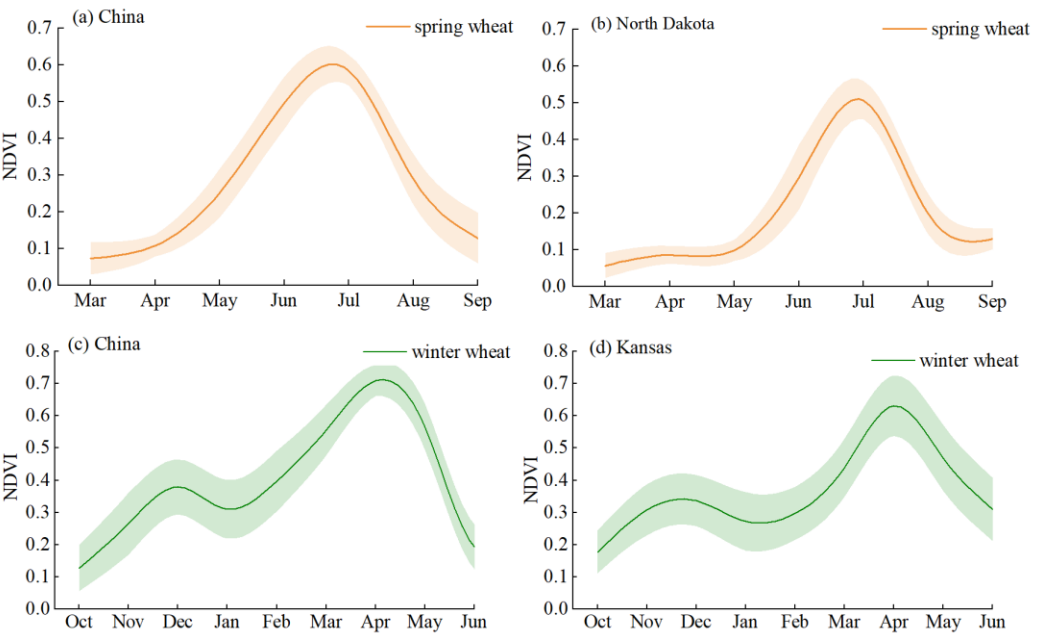 (a) China
spring wheat
NDVI
0.7
0.6
0.5
0.4
0.3
0.2
0.1
0.0
Mar Apr May Jun Jul Aug Sep
(b) North Dakota
spring wheat
NDVI
0.7
0.6
0.5
0.4
0.3
0.2
0.1
0.0
Mar Apr May Jun Jul Aug Sep
(c) China
winter wheat
NDVI
0.8
0.7
0.6
0.5
0.4
0.3
0.2
0.1
0.0
Oct Nov Dec Jan Feb Mar Apr May Jun
(d) Kansas
winter wheat
NDVI
0.8
0.7
0.6
0.5
0.4
0.3
0.2
0.1
0.0
Oct Nov Dec Jan Feb Mar Apr May Jun